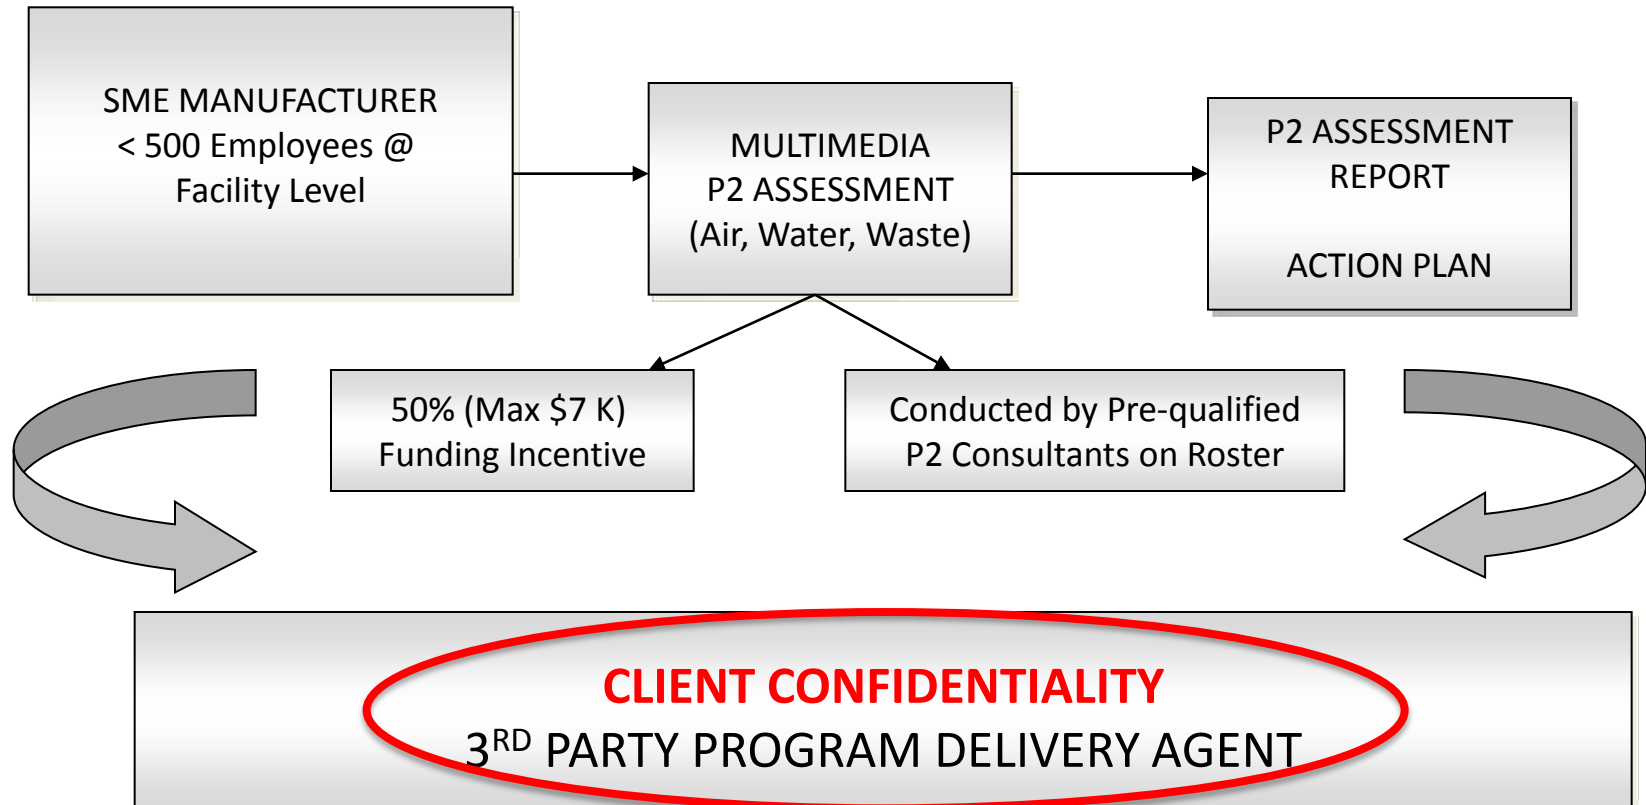 SME MANUFACTURER
< 500 Employees @
Facility Level
MULTIMEDIA
P2 ASSESSMENT
(Air, Water, Waste)
P2 ASSESSMENT
REPORT
ACTION PLAN
50% (Max $7 K)
Funding Incentive
Conducted by Pre-qualified
P2 Consultants on Roster
CLIENT CONFIDENTIALITY
3RD PARTY PROGRAM DELIVERY AGENT